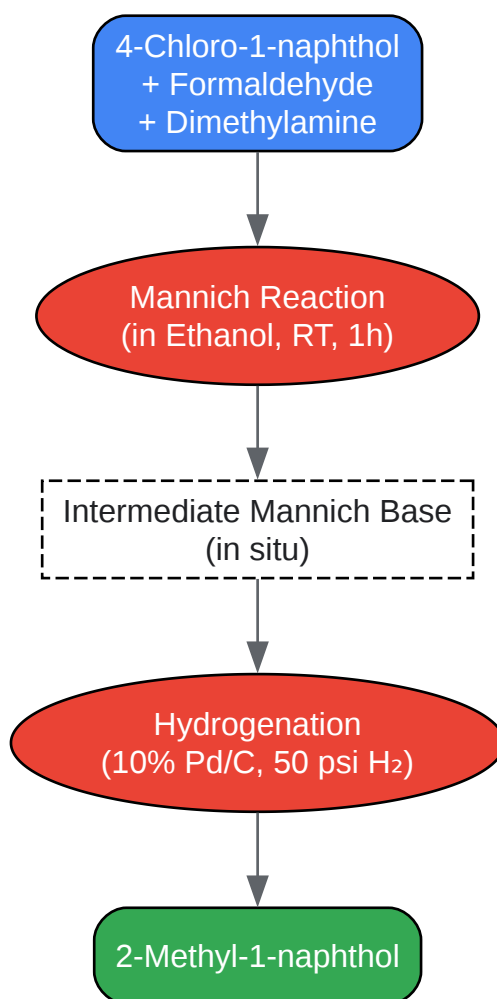 4-Chloro-1-naphthol
+ Formaldehyde
+ Dimethylamine
Mannich Reaction
(in Ethanol, RT, 1h)
Intermediate Mannich Base
(in situ)
Hydrogenation
(10% Pd/C, 50 psi H₂)
2-Methyl-1-naphthol